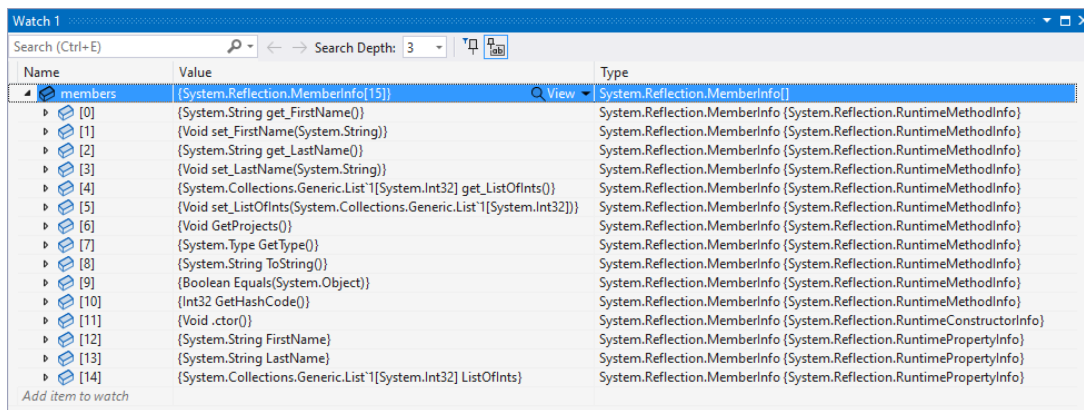 Watch 1
Search (Ctrl+E) Search Depth: 3
Name Value Type
members {System.Reflection.MemberInfo[15]} View System.Reflection.MemberInfo[]
[0] {System.String get_FirstName()} System.Reflection.MemberInfo {System.Reflection.RuntimeMethodInfo}
[1] {Void set_FirstName(System.String)} System.Reflection.MemberInfo {System.Reflection.RuntimeMethodInfo}
[2] {System.String get_LastName()} System.Reflection.MemberInfo {System.Reflection.RuntimeMethodInfo}
[3] {Void set_LastName(System.String)} System.Reflection.MemberInfo {System.Reflection.RuntimeMethodInfo}
[4] {System.Collections.Generic.List`1[System.Int32] get_ListOfInts()} System.Reflection.MemberInfo {System.Reflection.RuntimeMethodInfo}
[5] {Void set_ListOfInts(System.Collections.Generic.List`1[System.Int32])} System.Reflection.MemberInfo {System.Reflection.RuntimeMethodInfo}
[6] {Void GetProjects()} System.Reflection.MemberInfo {System.Reflection.RuntimeMethodInfo}
[7] {System.Type GetType()} System.Reflection.MemberInfo {System.Reflection.RuntimeMethodInfo}
[8] {System.String ToString()} System.Reflection.MemberInfo {System.Reflection.RuntimeMethodInfo}
[9] {Boolean Equals(System.Object)} System.Reflection.MemberInfo {System.Reflection.RuntimeMethodInfo}
[10] {Int32 GetHashCode()} System.Reflection.MemberInfo {System.Reflection.RuntimeMethodInfo}
[11] {Void .ctor()} System.Reflection.MemberInfo {System.Reflection.RuntimeConstructorInfo}
[12] {System.String FirstName} System.Reflection.MemberInfo {System.Reflection.RuntimePropertyInfo}
[13] {System.String LastName} System.Reflection.MemberInfo {System.Reflection.RuntimePropertyInfo}
[14] {System.Collections.Generic.List`1[System.Int32] ListOfInts} System.Reflection.MemberInfo {System.Reflection.RuntimePropertyInfo}
Add item to watch